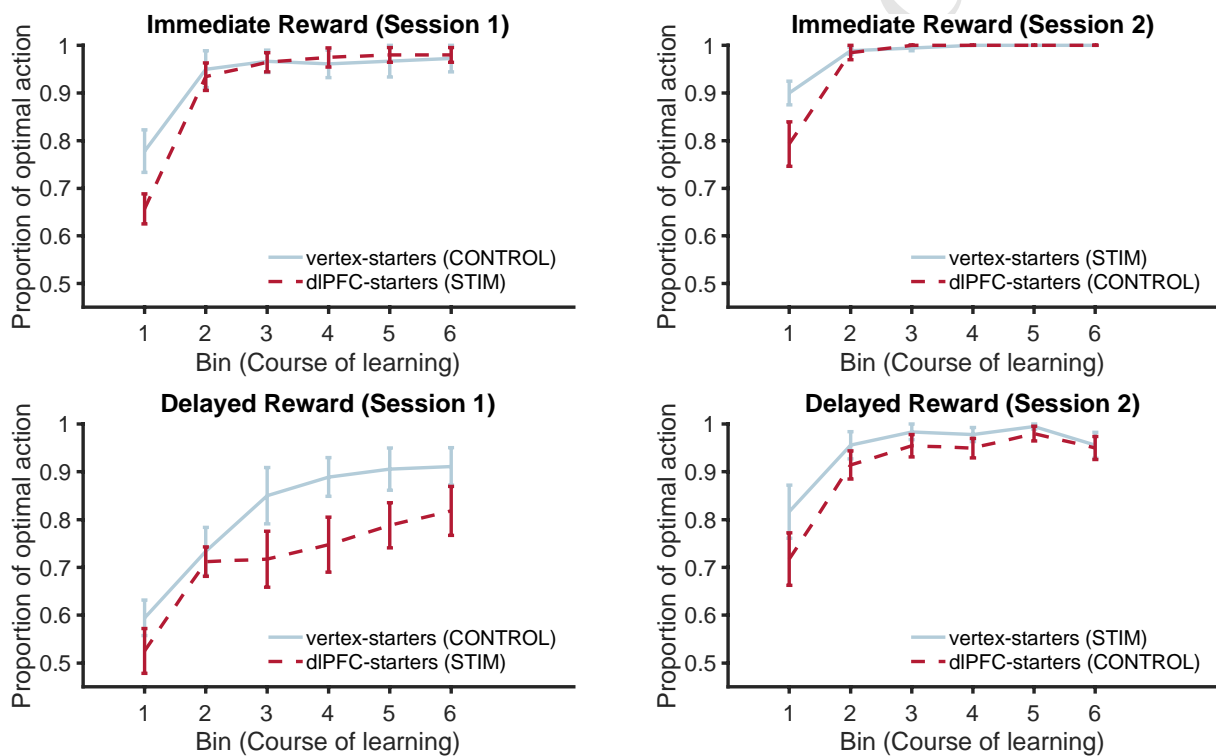 Immediate Reward (Session 1)
Proportion of optimal action
1
0.9
0.8
0.7
0.6
0.5
vertex-starters (CONTROL)
dlPFC-starters (STIM)
1 2 3 4 5 6
Bin (Course of learning)
Immediate Reward (Session 2)
Proportion of optimal action
1
0.9
0.8
0.7
0.6
0.5
vertex-starters (STIM)
dlPFC-starters (CONTROL)
1 2 3 4 5 6
Bin (Course of learning)
Delayed Reward (Session 1)
Proportion of optimal action
1
0.9
0.8
0.7
0.6
0.5
vertex-starters (CONTROL)
dlPFC-starters (STIM)
1 2 3 4 5 6
Bin (Course of learning)
Delayed Reward (Session 2)
Proportion of optimal action
1
0.9
0.8
0.7
0.6
0.5
vertex-starters (STIM)
dlPFC-starters (CONTROL)
1 2 3 4 5 6
Bin (Course of learning)